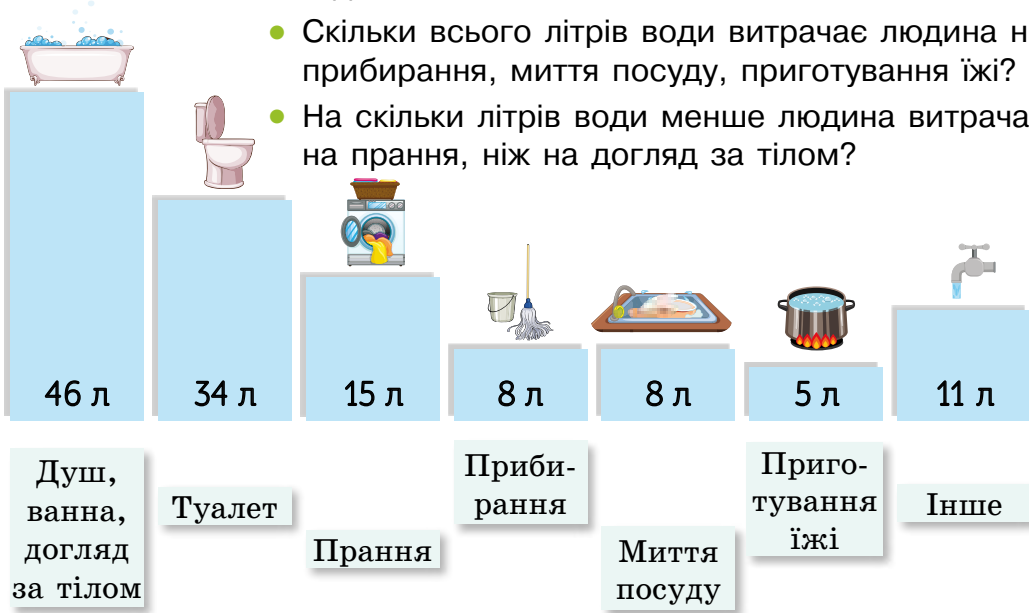 Скільки всього літрів води витрачає людина н
прибирання, миття посуду, приготування їжі?
На скільки літрів води менше людина витрача
на прання, ніж на догляд за тілом?
46 л
34 л
15 л
8 л
8 л
5 л
11 л
Душ,
ванна,
догляд
за тілом
Туалет
Прання
Приби-
рання
Миття
посуду
Приго-
тування
їжі
Інше